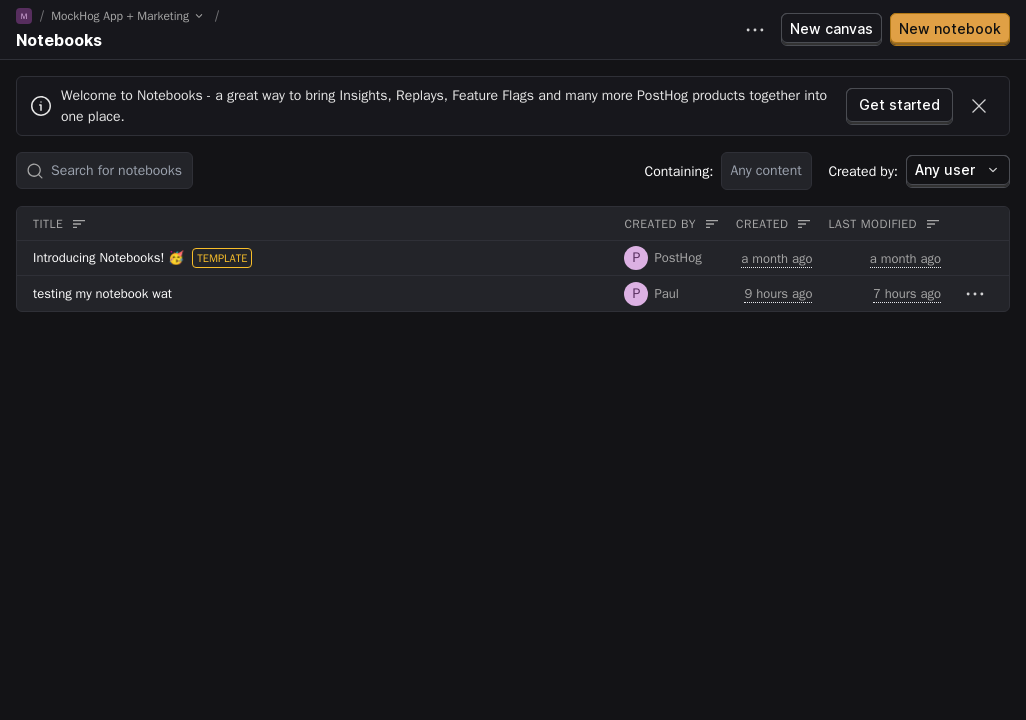 M / MockHog App + Marketing /
Notebooks
New canvas
New notebook
Welcome to Notebooks - a great way to bring Insights, Replays, Feature Flags and many more PostHog products together into
one place.
Get started
Search for notebooks
Containing: Any content
Created by: Any user
TITLE CREATED BY CREATED LAST MODIFIED
Introducing Notebooks! 🥳 TEMPLATE P PostHog a month ago a month ago
testing my notebook wat P Paul 9 hours ago 7 hours ago